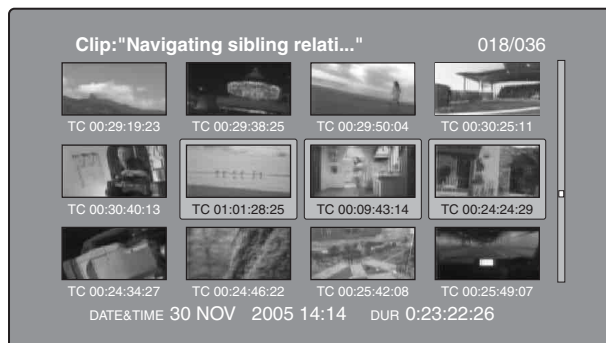 Clip:"Navigating sibling relati..." 018/036
TC 00:29:19:23 TC 00:29:38:25 TC 00:29:50:04 TC 00:30:25:11
TC 00:30:40:13 TC 01:01:28:25 TC 00:09:43:14 TC 00:24:24:29
TC 00:24:34:27 TC 00:24:46:22 TC 00:25:42:08 TC 00:25:49:07
DATE&TIME 30 NOV 2005 14:14 DUR 0:23:22:26